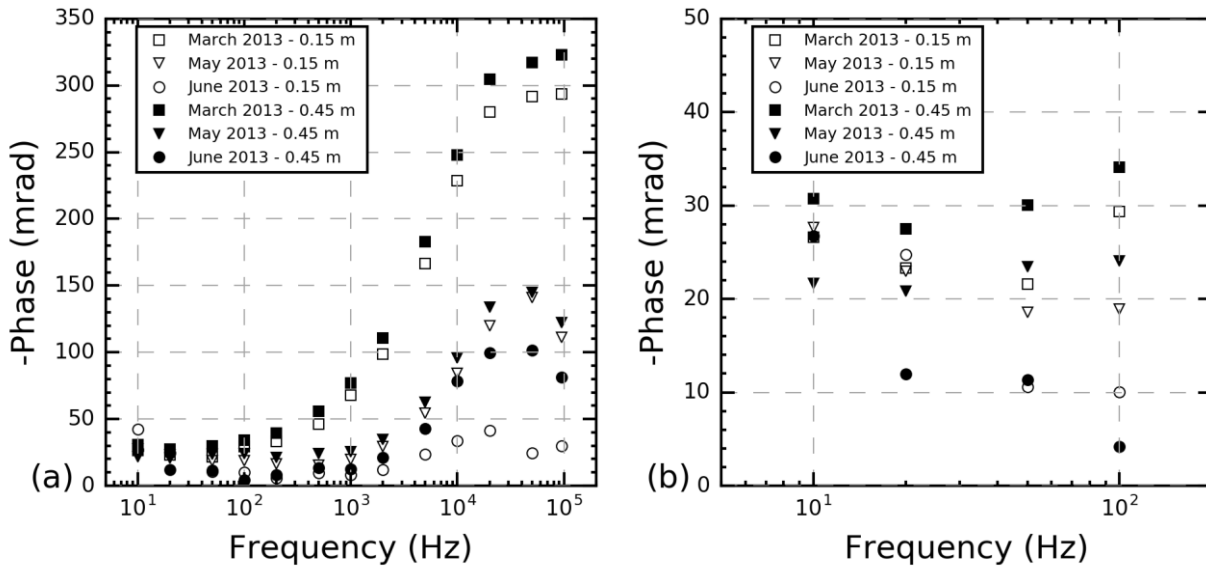 350
300
250
200
150
100
50
0
-Phase (mrad)
March 2013 - 0.15 m
May 2013 - 0.15 m
June 2013 - 0.15 m
March 2013 - 0.45 m
May 2013 - 0.45 m
June 2013 - 0.45 m
(a)
10¹ 10² 10³ 10⁴ 10⁵
Frequency (Hz)
50
40
30
20
10
0
-Phase (mrad)
March 2013 - 0.15 m
May 2013 - 0.15 m
June 2013 - 0.15 m
March 2013 - 0.45 m
May 2013 - 0.45 m
June 2013 - 0.45 m
(b)
10¹ 10²
Frequency (Hz)